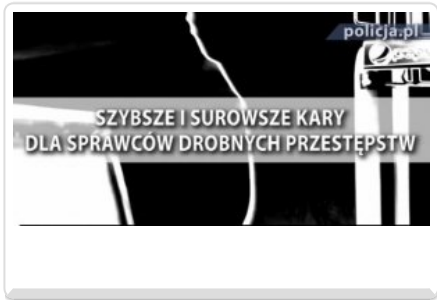 policja.pl
SZYBSZE I SUROWSZE KARY
DLA SPRAWCÓW DROBNYCH PRZESTĘPSTW